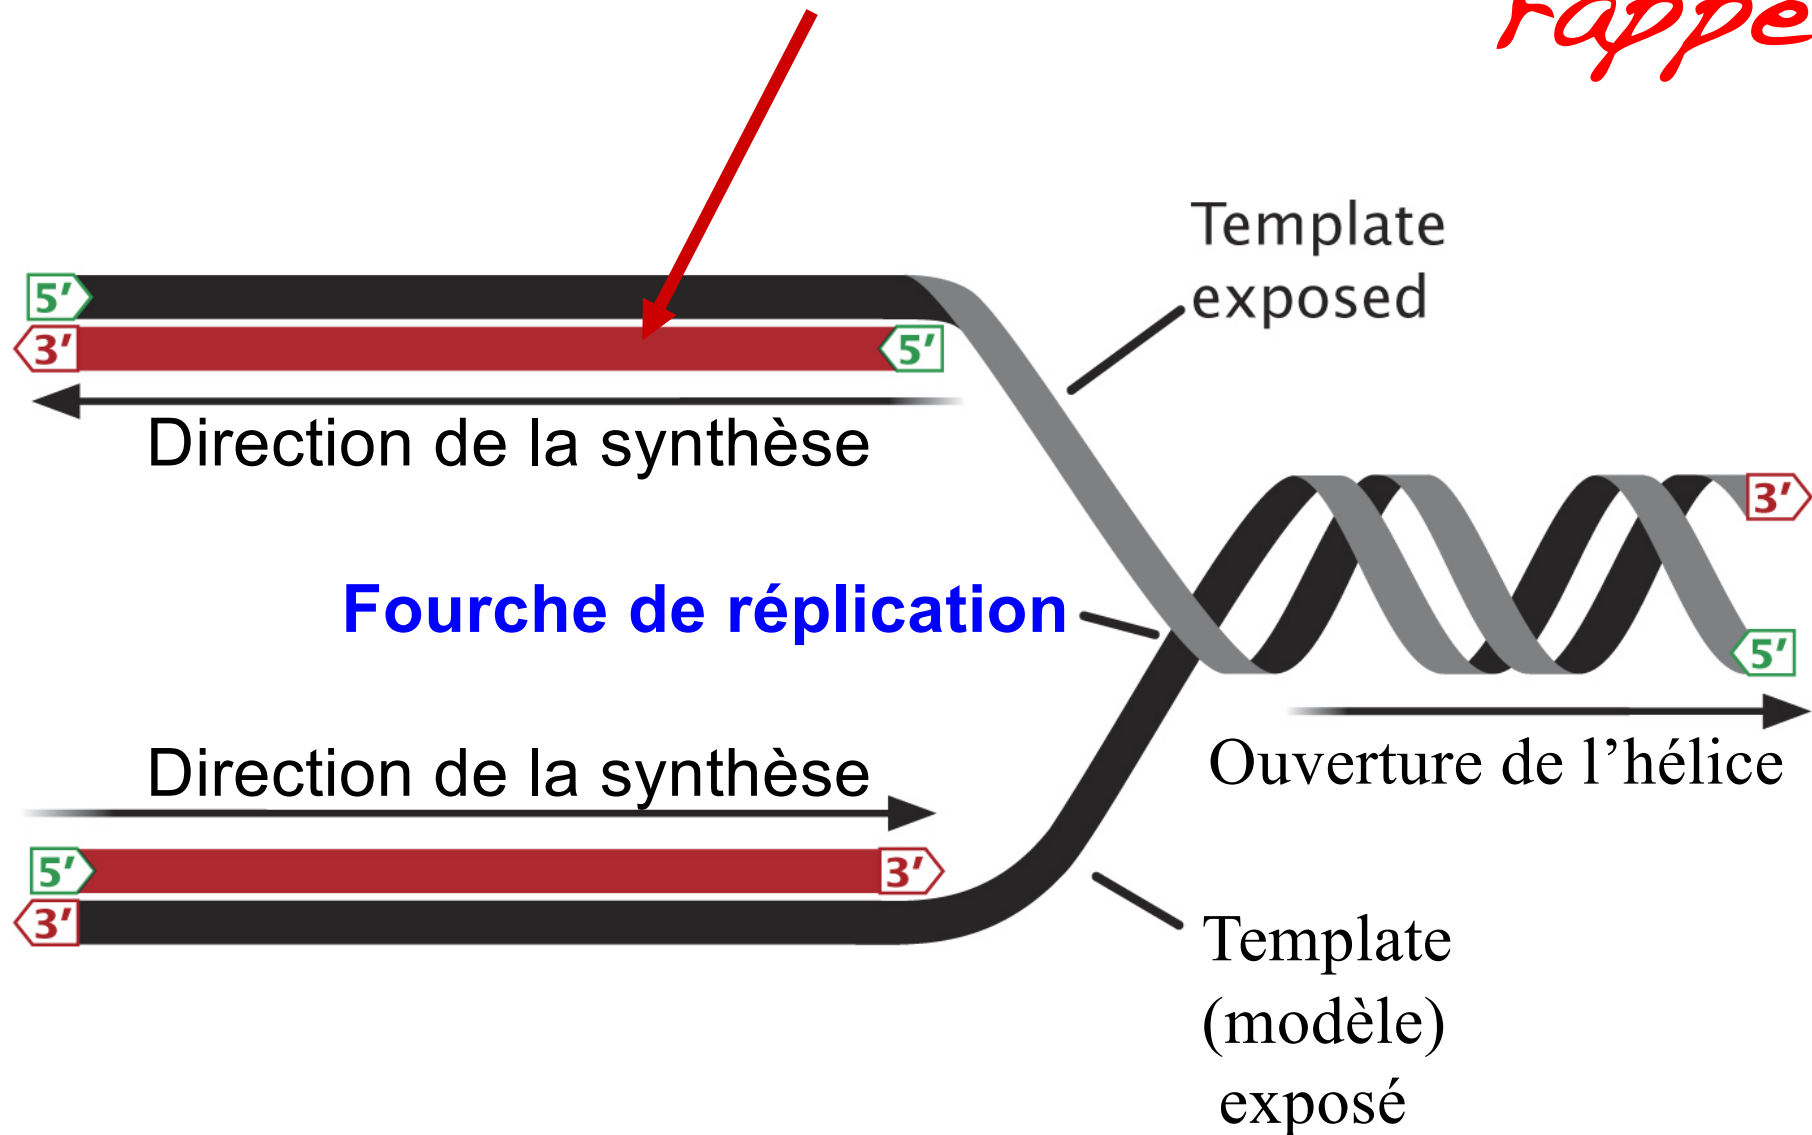 rappe
Template
exposed
5'
3'
5'
Direction de la synthèse
3'
Fourche de réplication
5'
Direction de la synthèse
Ouverture de l'hélice
5'
3'
3'
Template
(modèle)
exposé